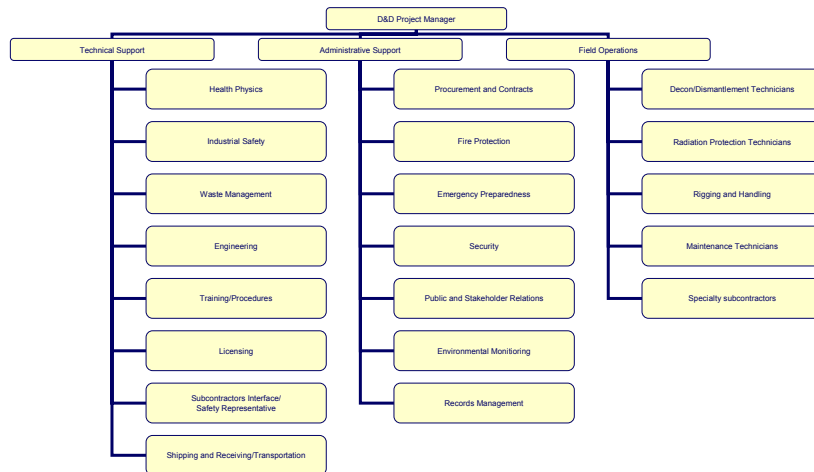 D&D Project Manager
Technical Support
Administrative Support
Field Operations
Health Physics
Procurement and Contracts
Decon/Dismantlement Technicians
Industrial Safety
Fire Protection
Radiation Protection Technicians
Waste Management
Emergency Preparedness
Rigging and Handling
Engineering
Security
Maintenance Technicians
Training/Procedures
Public and Stakeholder Relations
Specialty subcontractors
Licensing
Environmental Monitoring
Subcontractors Interface/
Safety Representative
Records Management
Shipping and Receiving/Transportation